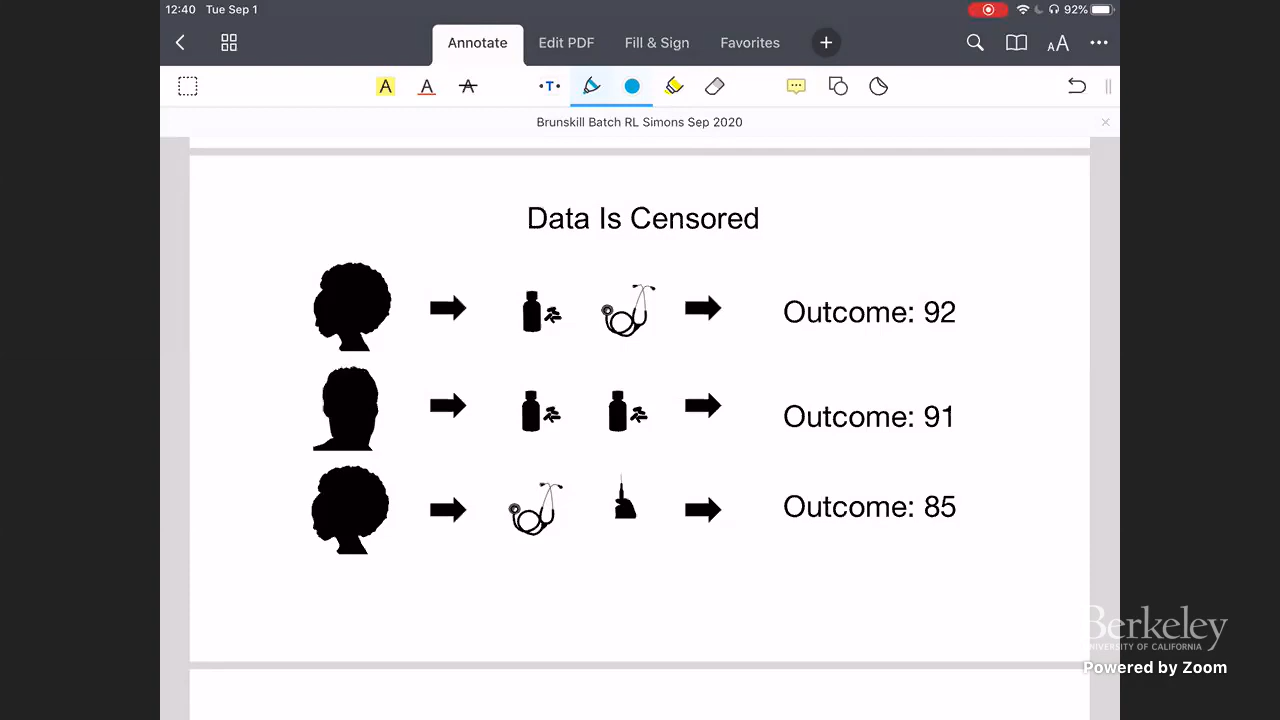 12:40 Tue Sep 1 92%
Annotate Edit PDF Fill & Sign Favorites
AA
A A A T
Brunskill Batch RL Simons Sep 2020
Data Is Censored
Outcome: 92
Outcome: 91
Outcome: 85
Berkeley
UNIVERSITY OF CALIFORNIA
Powered by Zoom